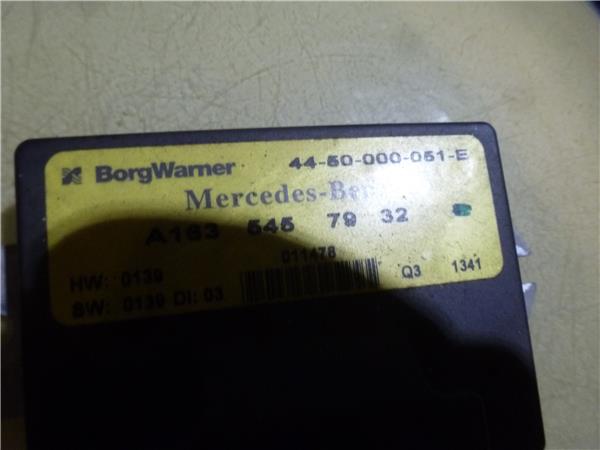 BorgWarner 44-50-000-051-E
Mercedes-Ben
A163 545 79 32
011478
HW: 0139 Q3 1341
SW: 0139 DI: 03